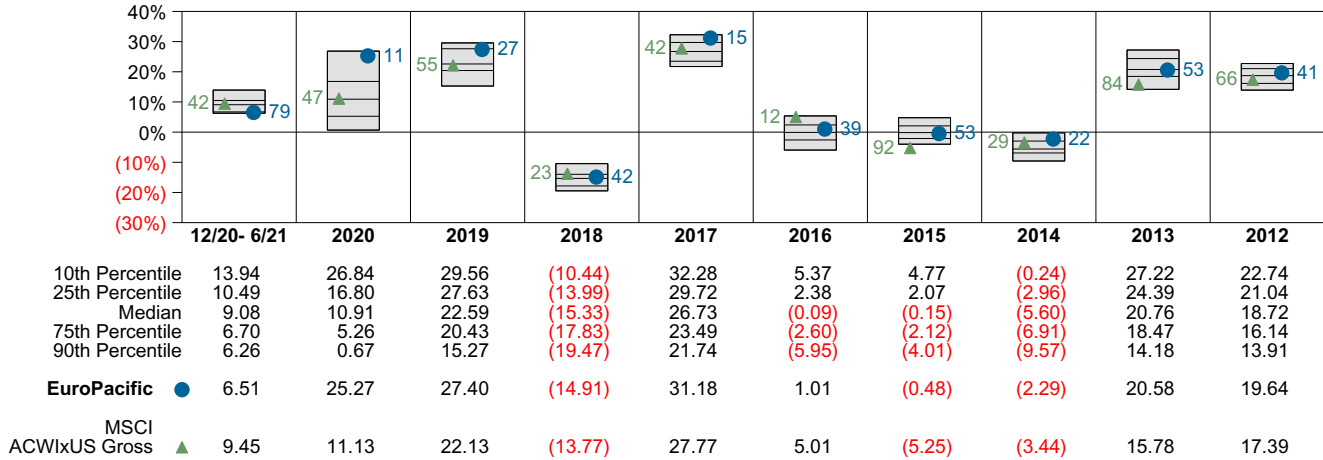 40%
30%
20%
10%
0%
(10%)
(20%)
(30%)
42 79
47 11
55 27
23 42
42 15
12 39
92 53
29 22
84 53
66 41
12/20- 6/21 2020 2019 2018 2017 2016 2015 2014 2013 2012
10th Percentile 13.94 26.84 29.56 (10.44) 32.28 5.37 4.77 (0.24) 27.22 22.74
25th Percentile 10.49 16.80 27.63 (13.99) 29.72 2.38 2.07 (2.96) 24.39 21.04
Median 9.08 10.91 22.59 (15.33) 26.73 (0.09) (0.15) (5.60) 20.76 18.72
75th Percentile 6.70 5.26 20.43 (17.83) 23.49 (2.60) (2.12) (6.91) 18.47 16.14
90th Percentile 6.26 0.67 15.27 (19.47) 21.74 (5.95) (4.01) (9.57) 14.18 13.91
EuroPacific 6.51 25.27 27.40 (14.91) 31.18 1.01 (0.48) (2.29) 20.58 19.64
MSCI
ACWIxUS Gross 9.45 11.13 22.13 (13.77) 27.77 5.01 (5.25) (3.44) 15.78 17.39